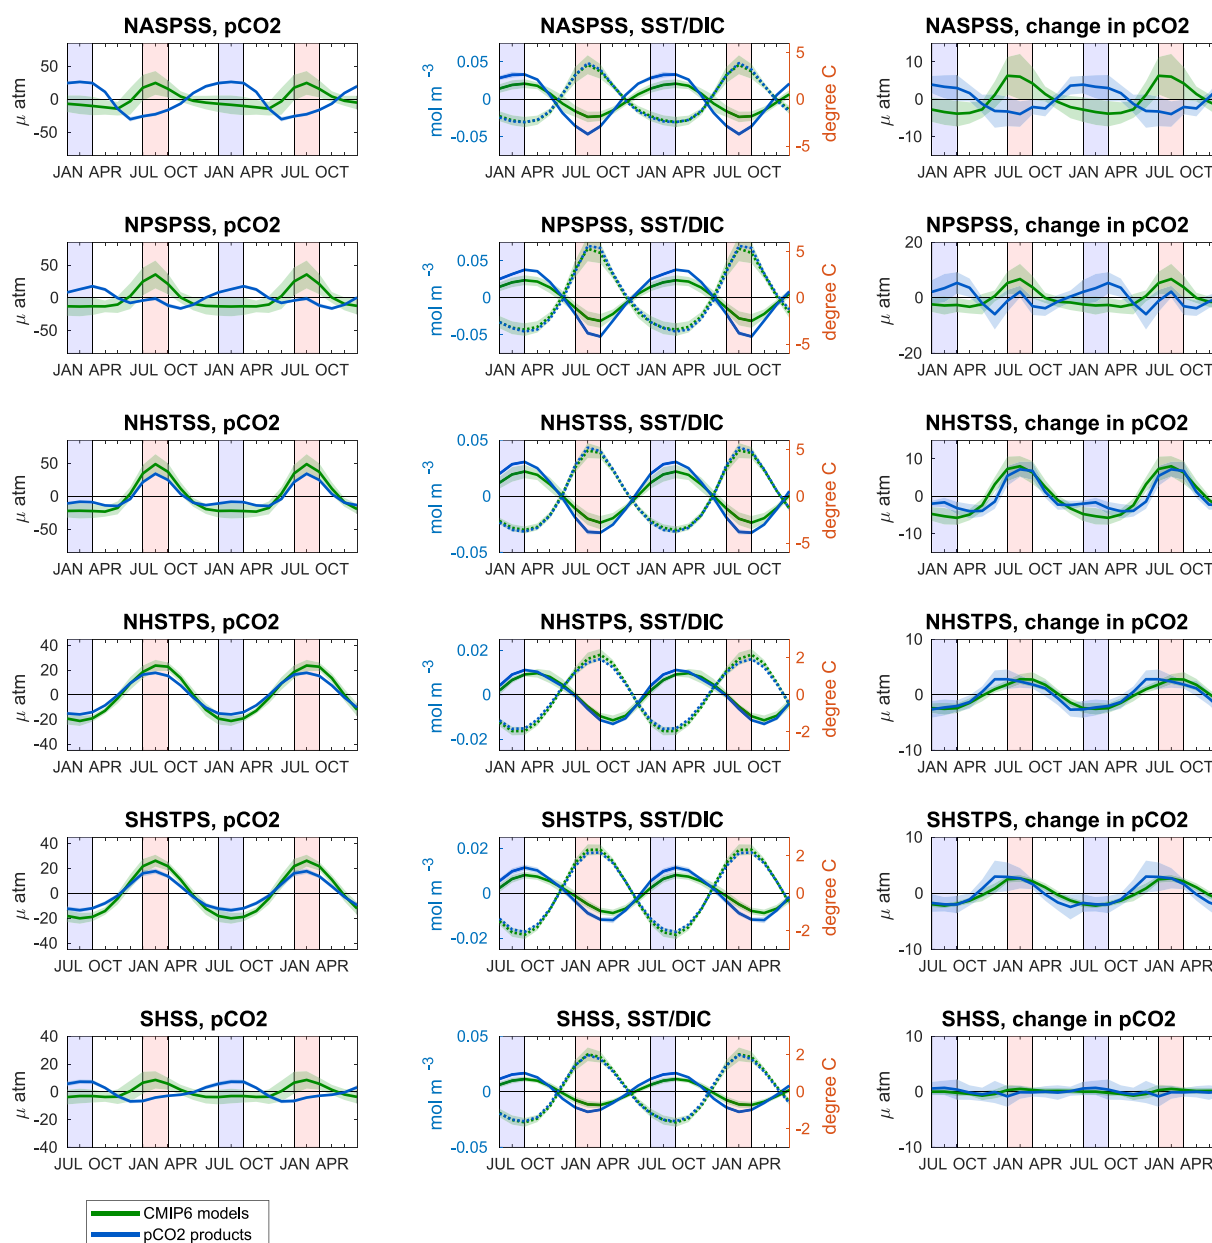 NASPSS, pCO2
NASPSS, SST/DIC
NASPSS, change in pCO2
50
0
-50
μ atm
JAN APR JUL OCT JAN APR JUL OCT
0.05
0
-0.05
mol m -3
5
0
-5
degree C
JAN APR JUL OCT JAN APR JUL OCT
10
0
-10
μ atm
JAN APR JUL OCT JAN APR JUL OCT
NPSPSS, pCO2
NPSPSS, SST/DIC
NPSPSS, change in pCO2
50
0
-50
μ atm
JAN APR JUL OCT JAN APR JUL OCT
0.05
0
-0.05
mol m -3
5
0
-5
degree C
JAN APR JUL OCT JAN APR JUL OCT
20
0
-20
μ atm
JAN APR JUL OCT JAN APR JUL OCT
NHSTSS, pCO2
NHSTSS, SST/DIC
NHSTSS, change in pCO2
50
0
-50
μ atm
JAN APR JUL OCT JAN APR JUL OCT
0.05
0
-0.05
mol m -3
5
0
-5
degree C
JAN APR JUL OCT JAN APR JUL OCT
10
0
-10
μ atm
JAN APR JUL OCT JAN APR JUL OCT
NHSTPS, pCO2
NHSTPS, SST/DIC
NHSTPS, change in pCO2
40
20
0
-20
-40
μ atm
JAN APR JUL OCT JAN APR JUL OCT
0.02
0
-0.02
mol m -3
2
0
-2
degree C
JAN APR JUL OCT JAN APR JUL OCT
10
0
-10
μ atm
JAN APR JUL OCT JAN APR JUL OCT
SHSTPS, pCO2
SHSTPS, SST/DIC
SHSTPS, change in pCO2
40
20
0
-20
-40
μ atm
JUL OCT JAN APR JUL OCT JAN APR
0.02
0
-0.02
mol m -3
2
0
-2
degree C
JUL OCT JAN APR JUL OCT JAN APR
10
0
-10
μ atm
JUL OCT JAN APR JUL OCT JAN APR
SHSS, pCO2
SHSS, SST/DIC
SHSS, change in pCO2
40
20
0
-20
-40
μ atm
JUL OCT JAN APR JUL OCT JAN APR
0.05
0
-0.05
mol m -3
2
0
-2
degree C
JUL OCT JAN APR JUL OCT JAN APR
10
0
-10
μ atm
JUL OCT JAN APR JUL OCT JAN APR
CMIP6 models
pCO2 products